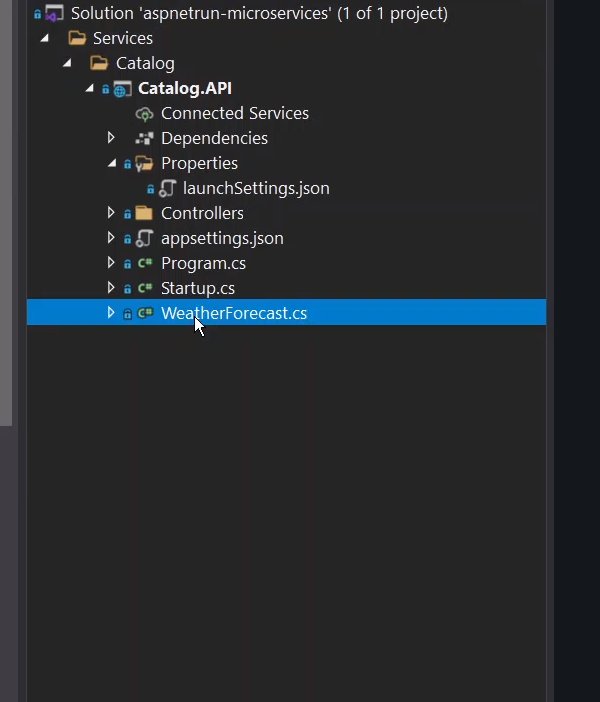 Solution 'aspnetrun-microservices' (1 of 1 project)
Services
Catalog
Catalog.API
Connected Services
Dependencies
Properties
launchSettings.json
Controllers
appsettings.json
C# Program.cs
C# Startup.cs
C# WeatherForecast.cs